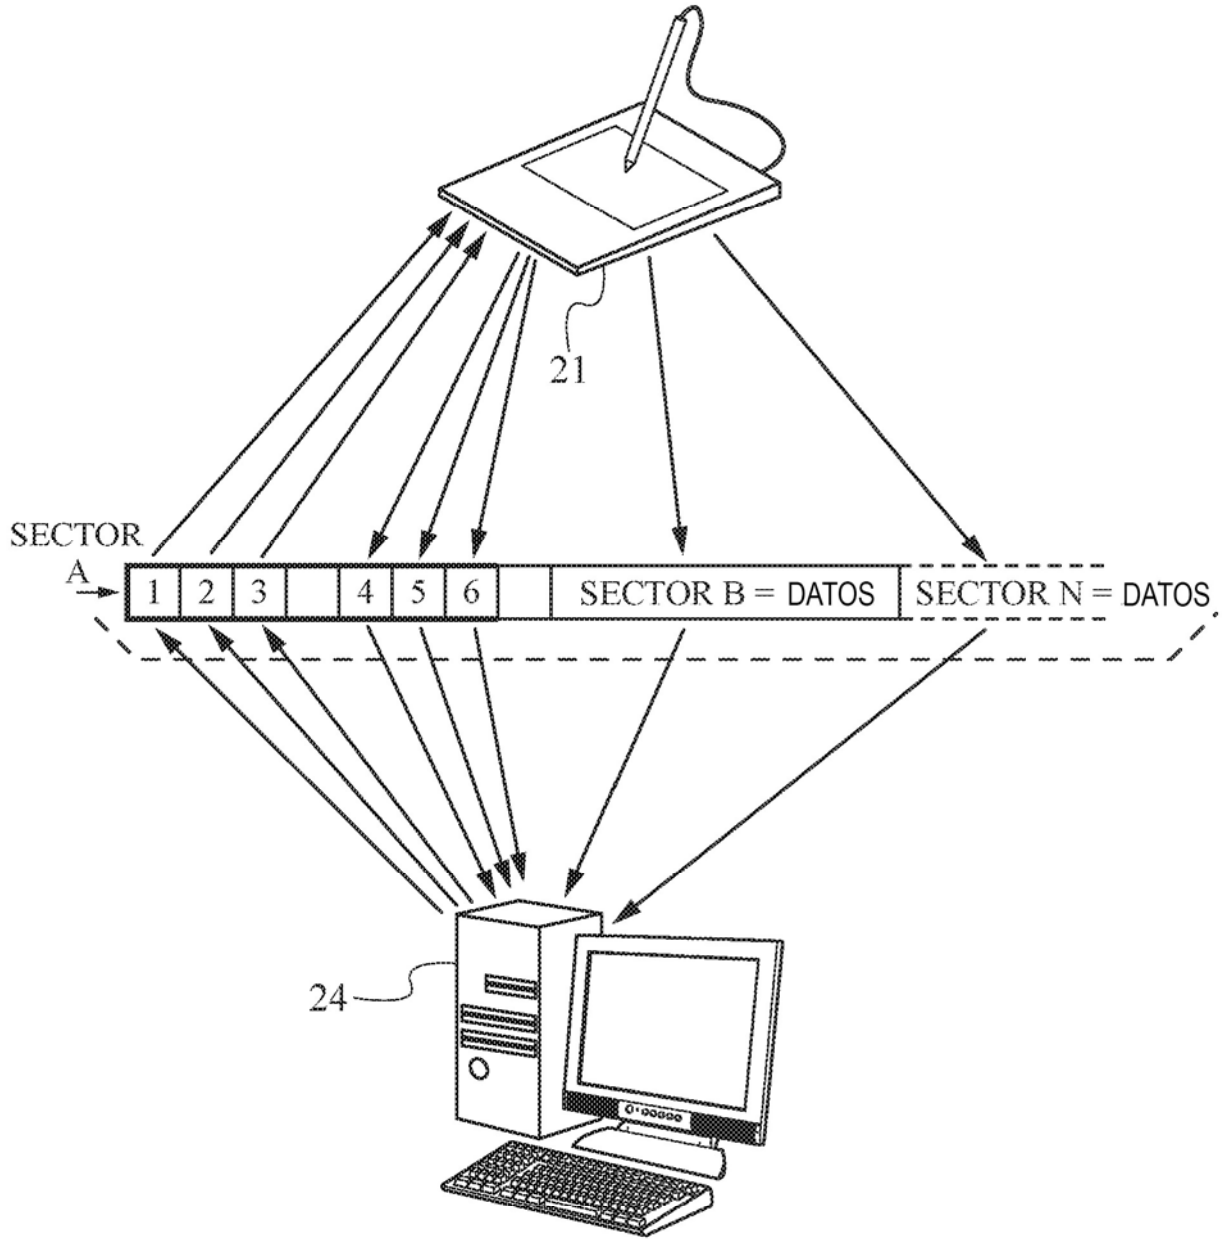 21
SECTOR
A
1 2 3 4 5 6 SECTOR B = DATOS SECTOR N = DATOS
24